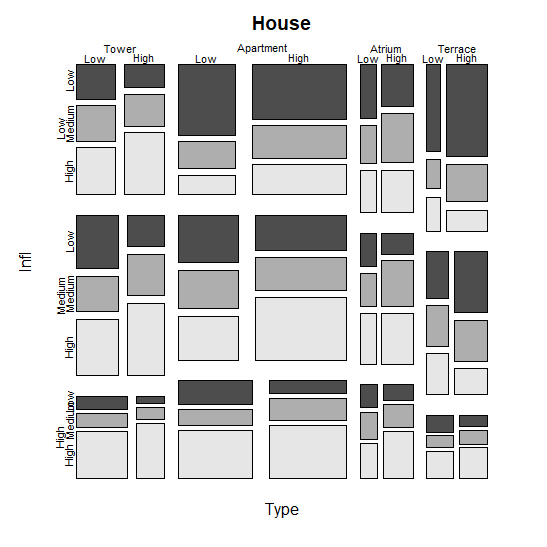 House
Tower Apartment Atrium Terrace
Low High Low High Low High Low High
Low
Low
Medium
High
Infl
Low
Medium
Medium
High
Low
High
Medium
High
Type